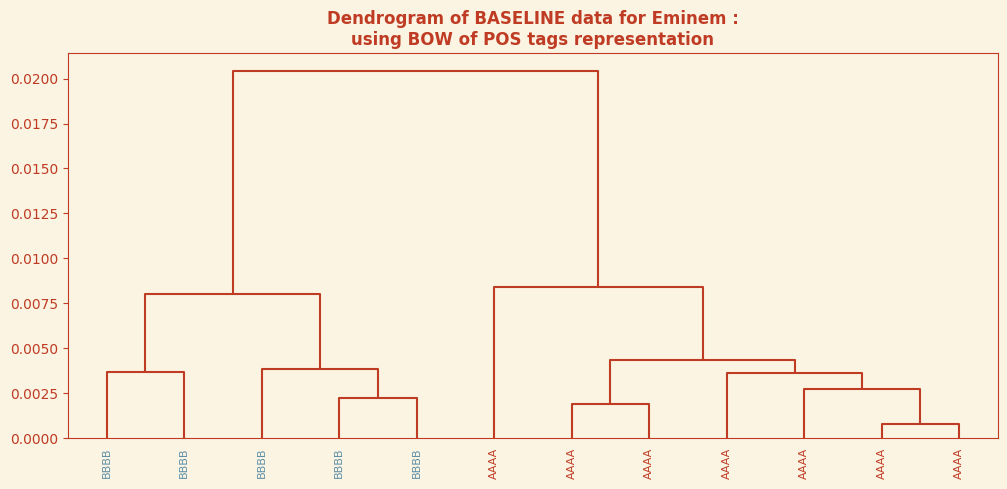 Dendrogram of BASELINE data for Eminem :
using BOW of POS tags representation
0.0200
0.0175
0.0150
0.0125
0.0100
0.0075
0.0050
0.0025
0.0000
BBBB
BBBB
BBBB
BBBB
BBBB
AAAA
AAAA
AAAA
AAAA
AAAA
AAAA
AAAA